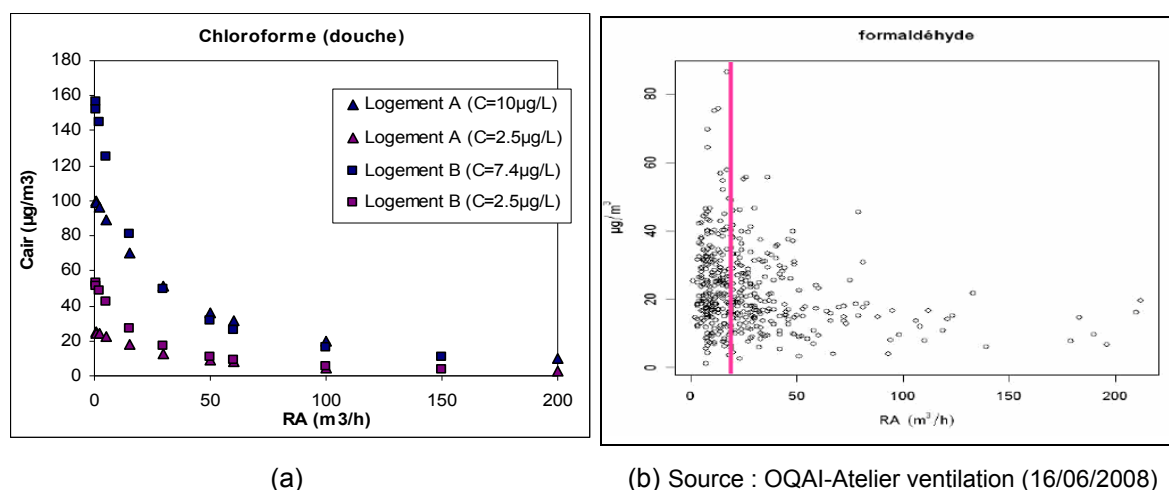 Chloroforme (douche)
180
160
140
120
100
80
60
40
20
0
Cair (µg/m3)
Logement A (C=10µg/L)
Logement A (C=2.5µg/L)
Logement B (C=7.4µg/L)
Logement B (C=2.5µg/L)
0 50 100 150 200
RA (m3/h)
(a)
formaldéhyde
80
60
40
20
0
µg/m³
0 50 100 150 200
RA (m³/h)
(b) Source : OQAI-Atelier ventilation (16/06/2008)